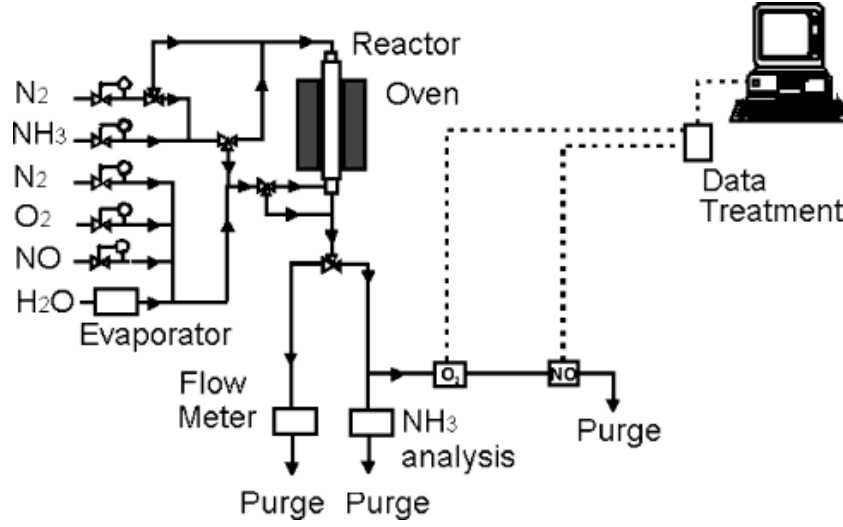 Reactor
Oven
N2
NH3
N2
O2
NO
H2O
Evaporator
Data
Treatment
Flow
Meter
O2
NO
NH3
analysis
Purge
Purge
Purge